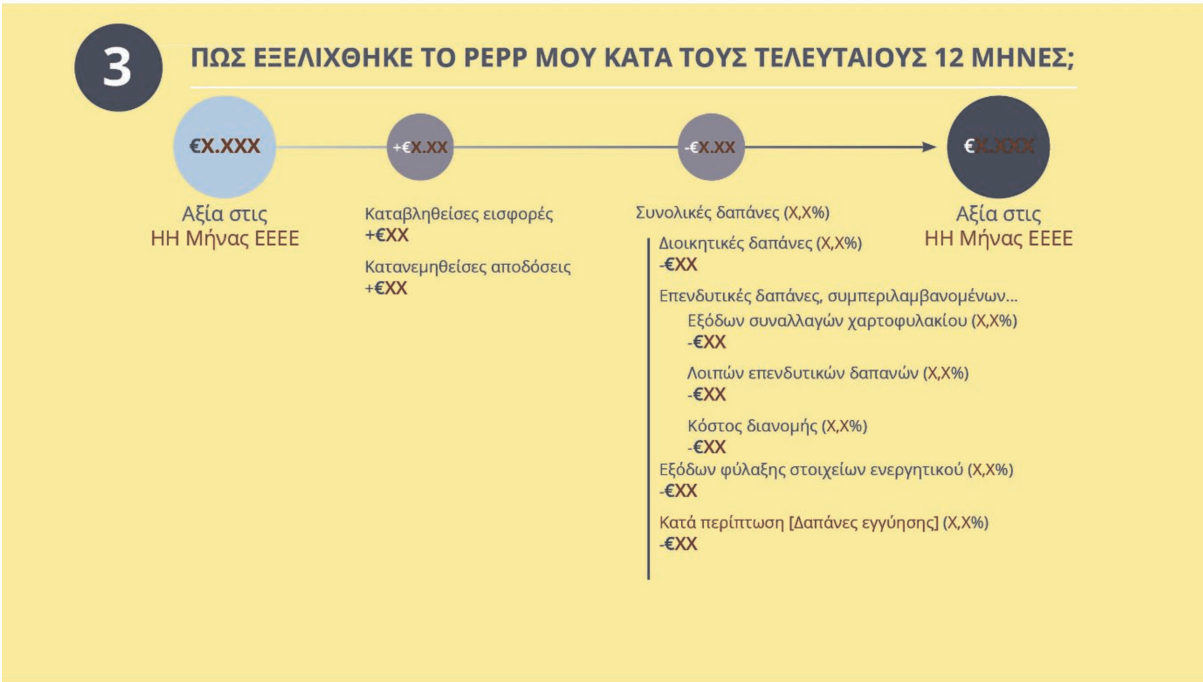 3
ΠΩΣ ΕΞΕΛΙΧΘΗΚΕ ΤΟ PEPP ΜΟΥ ΚΑΤΑ ΤΟΥΣ ΤΕΛΕΥΤΑΙΟΥΣ 12 ΜΗΝΕΣ;
€X.XXX
+€X.XX
-€X.XX
€X.XXX
Αξία στις
ΗΗ Μήνας ΕΕΕΕ
Καταβληθείσες εισφορές
+€XX
Κατανεμηθείσες αποδόσεις
+€XX
Συνολικές δαπάνες (X,X%)
Διοικητικές δαπάνες (X,X%)
-€XX
Επενδυτικές δαπάνες, συμπεριλαμβανομένων...
Εξόδων συναλλαγών χαρτοφυλακίου (X,X%)
-€XX
Λοιπών επενδυτικών δαπανών (X,X%)
-€XX
Κόστος διανομής (X,X%)
-€XX
Εξόδων φύλαξης στοιχείων ενεργητικού (X,X%)
-€XX
Κατά περίπτωση [Δαπάνες εγγύησης] (X,X%)
-€XX
Αξία στις
ΗΗ Μήνας ΕΕΕΕ